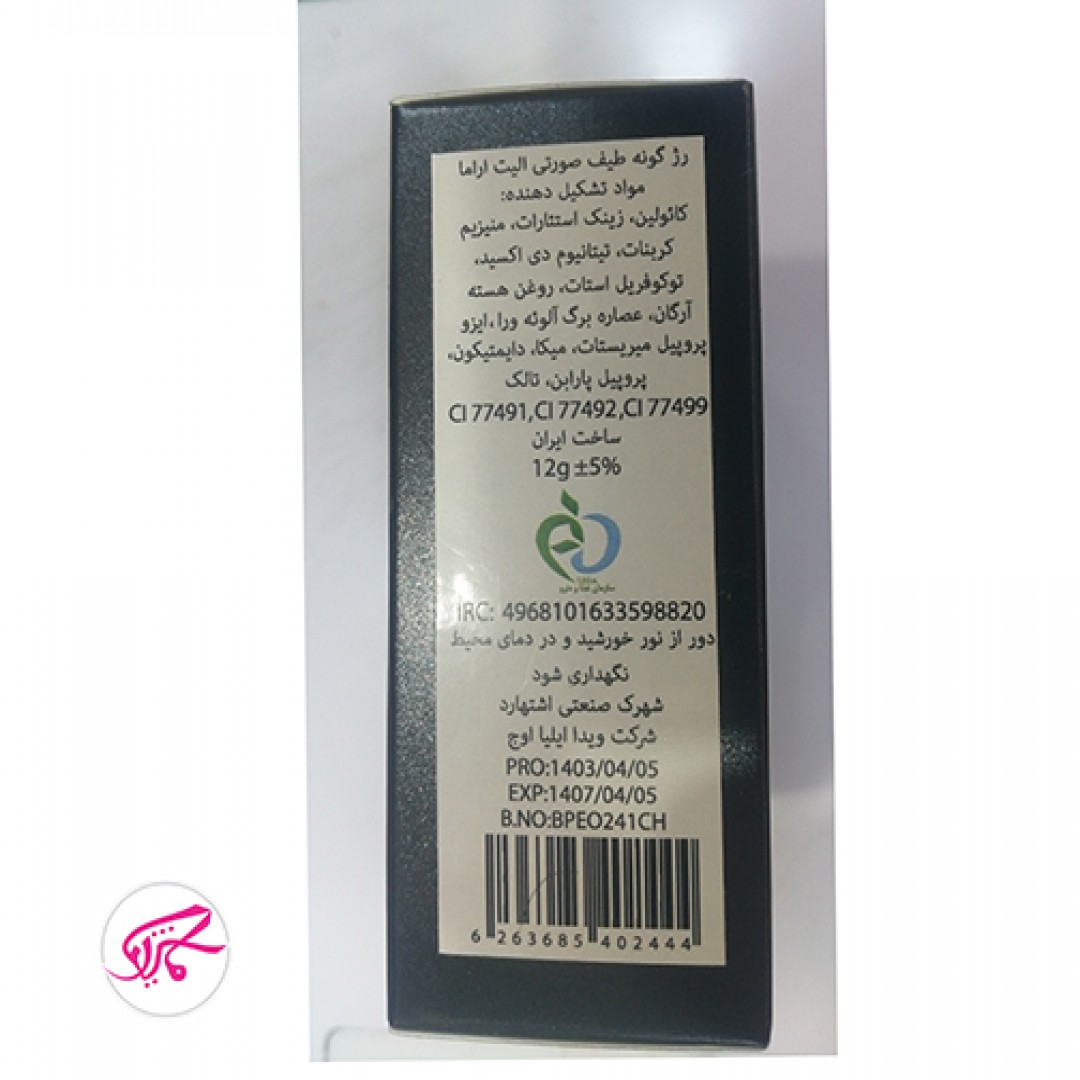 رژ گونه طیف صورتی الیت اراما
مواد تشکیل دهنده:
کائولین، زینک استئارات، منیزیم
کربنات، تیتانیوم دی اکسید،
توکوفریل استات، روغن هسته
آرگان، عصاره برگ آلوئه ورا، ایزو
پروپیل میریستات، میکا، دایمتیکون،
پروپیل پارابن، تالک
CI 77491,CI 77492,CI 77499
ساخت ایران
12g ±5%
سازمان غذا و دارو
IRC: 4968101633598820
دور از نور خورشید و در دمای محیط
نگهداری شود
شهرک صنعتی اشتهارد
شرکت ویدا ایلیا اوج
PRO:1403/04/05
EXP:1407/04/05
B.NO:BPEO241CH
6 263685 402444